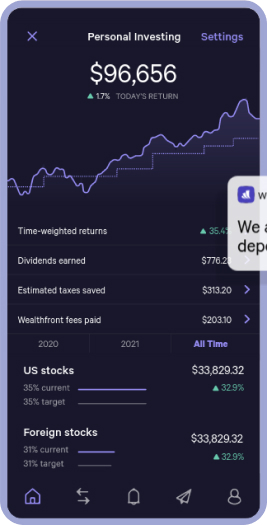 Personal Investing Settings
$96,656
▲ 1.7% TODAY'S RETURN
Time-weighted returns ▲ 35.4%
We
Dividends earned $776.23
Estimated taxes saved $313.20
Wealthfront fees paid $203.10
2020 2021 All Time
US stocks $33,829.32
35% current ▲ 32.9%
35% target
Foreign stocks $33,829.32
31% current ▲ 32.9%
31% target